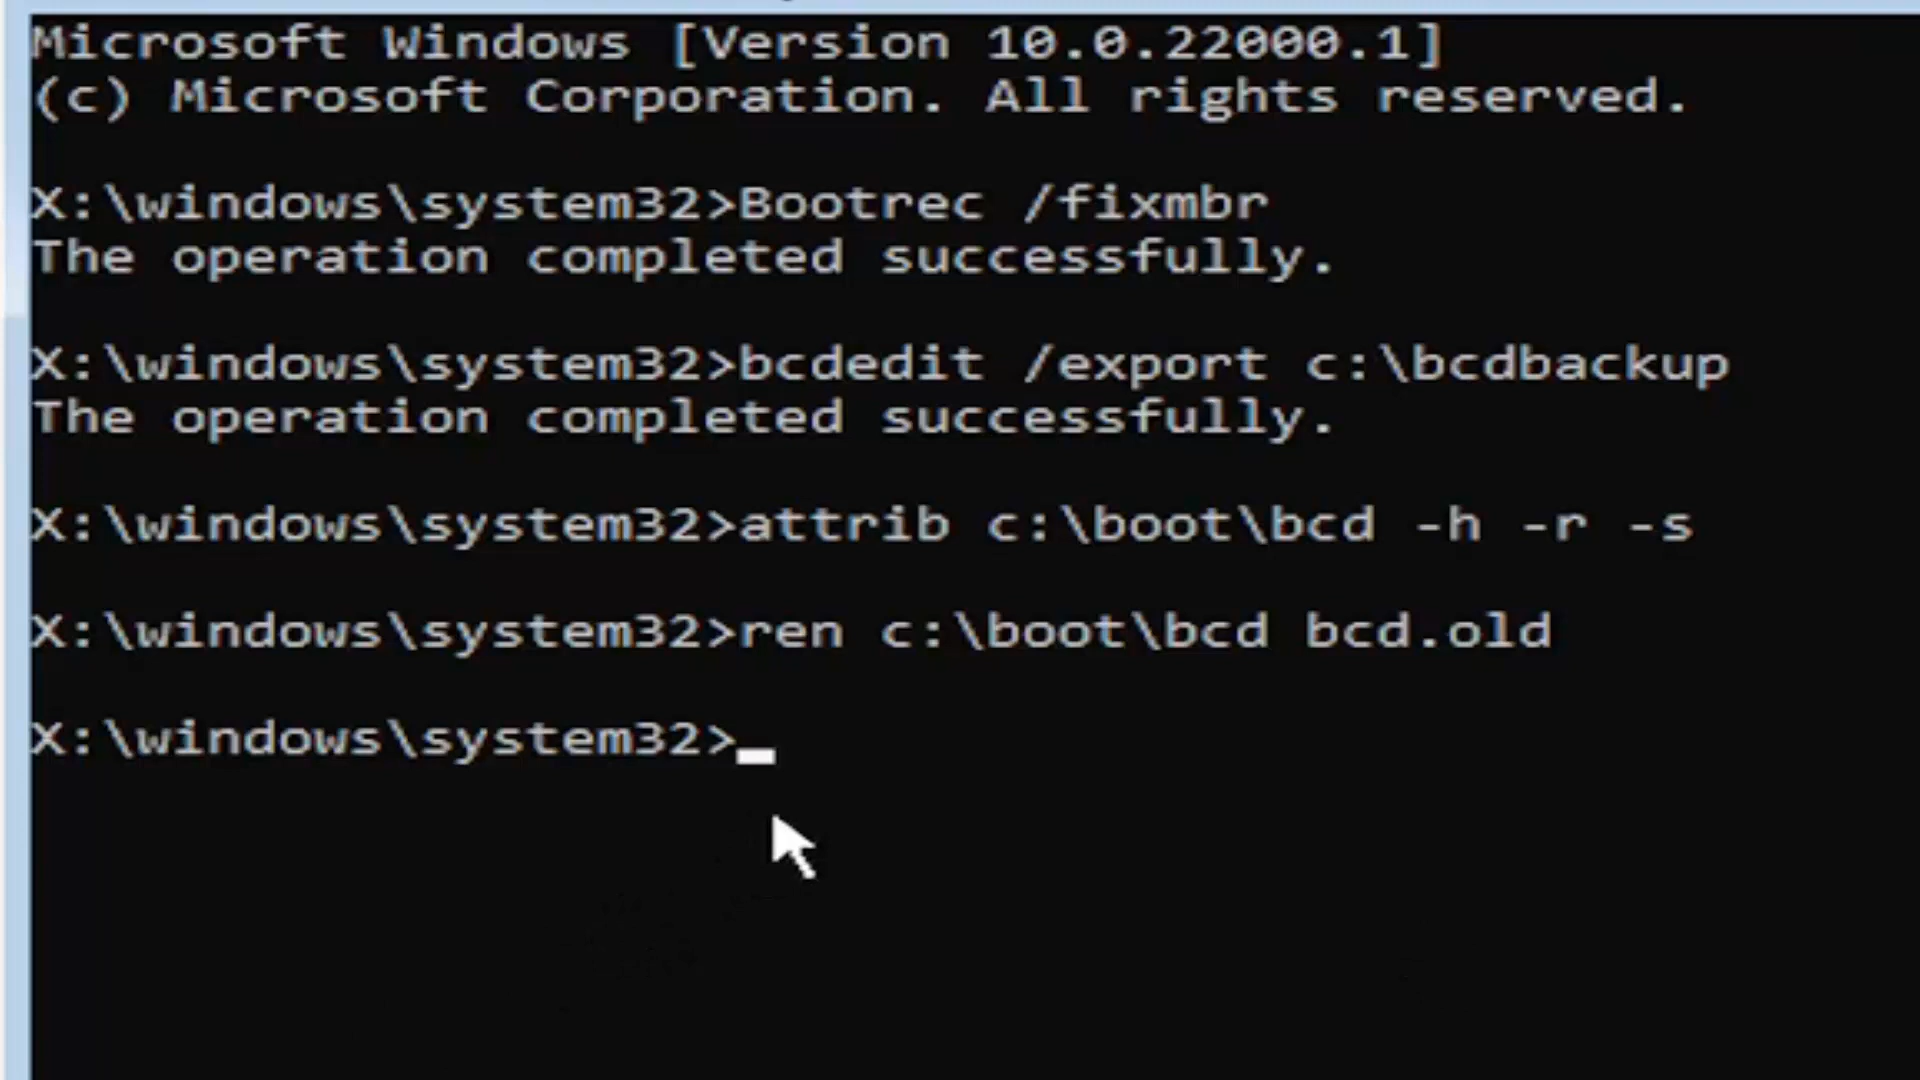 Microsoft Windows [Version 10.0.22000.1]
(c) Microsoft Corporation. All rights reserved.
X:\windows\system32>Bootrec /fixmbr
The operation completed successfully.
X:\windows\system32>bcdedit /export c:\bcdbackup
The operation completed successfully.
X:\windows\system32>attrib c:\boot\bcd -h -r -s
X:\windows\system32>ren c:\boot\bcd bcd.old
X:\windows\system32>